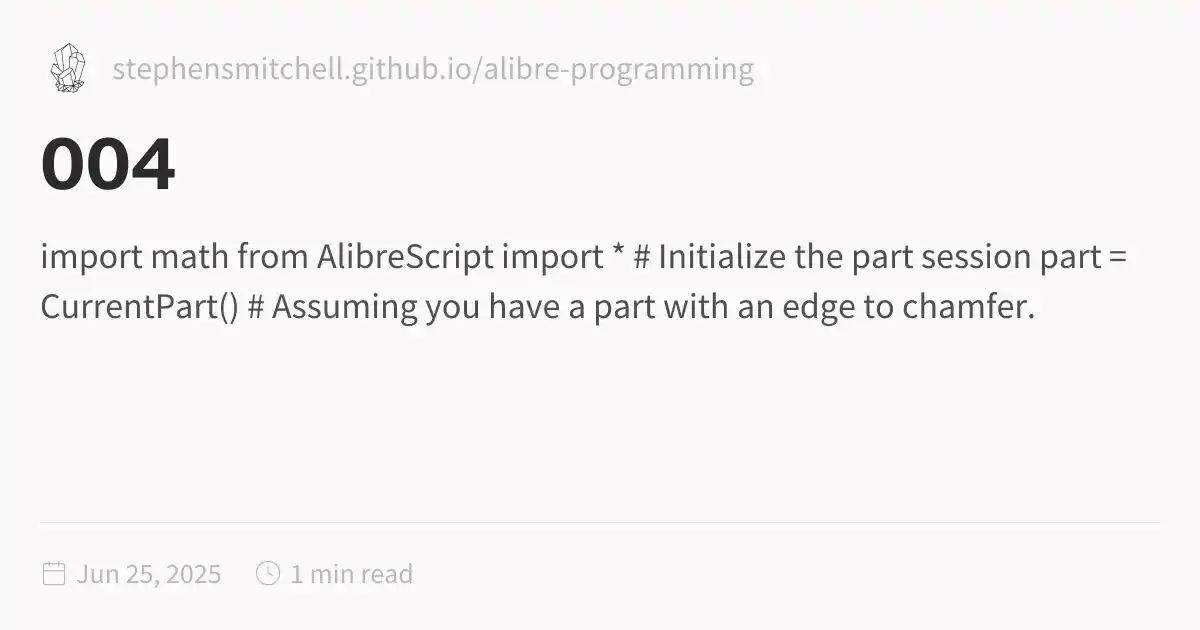 stephensmitchell.github.io/alibre-programming
004
import math from AlibreScript import * # Initialize the part session part =
CurrentPart() # Assuming you have a part with an edge to chamfer.
Jun 25, 2025 1 min read